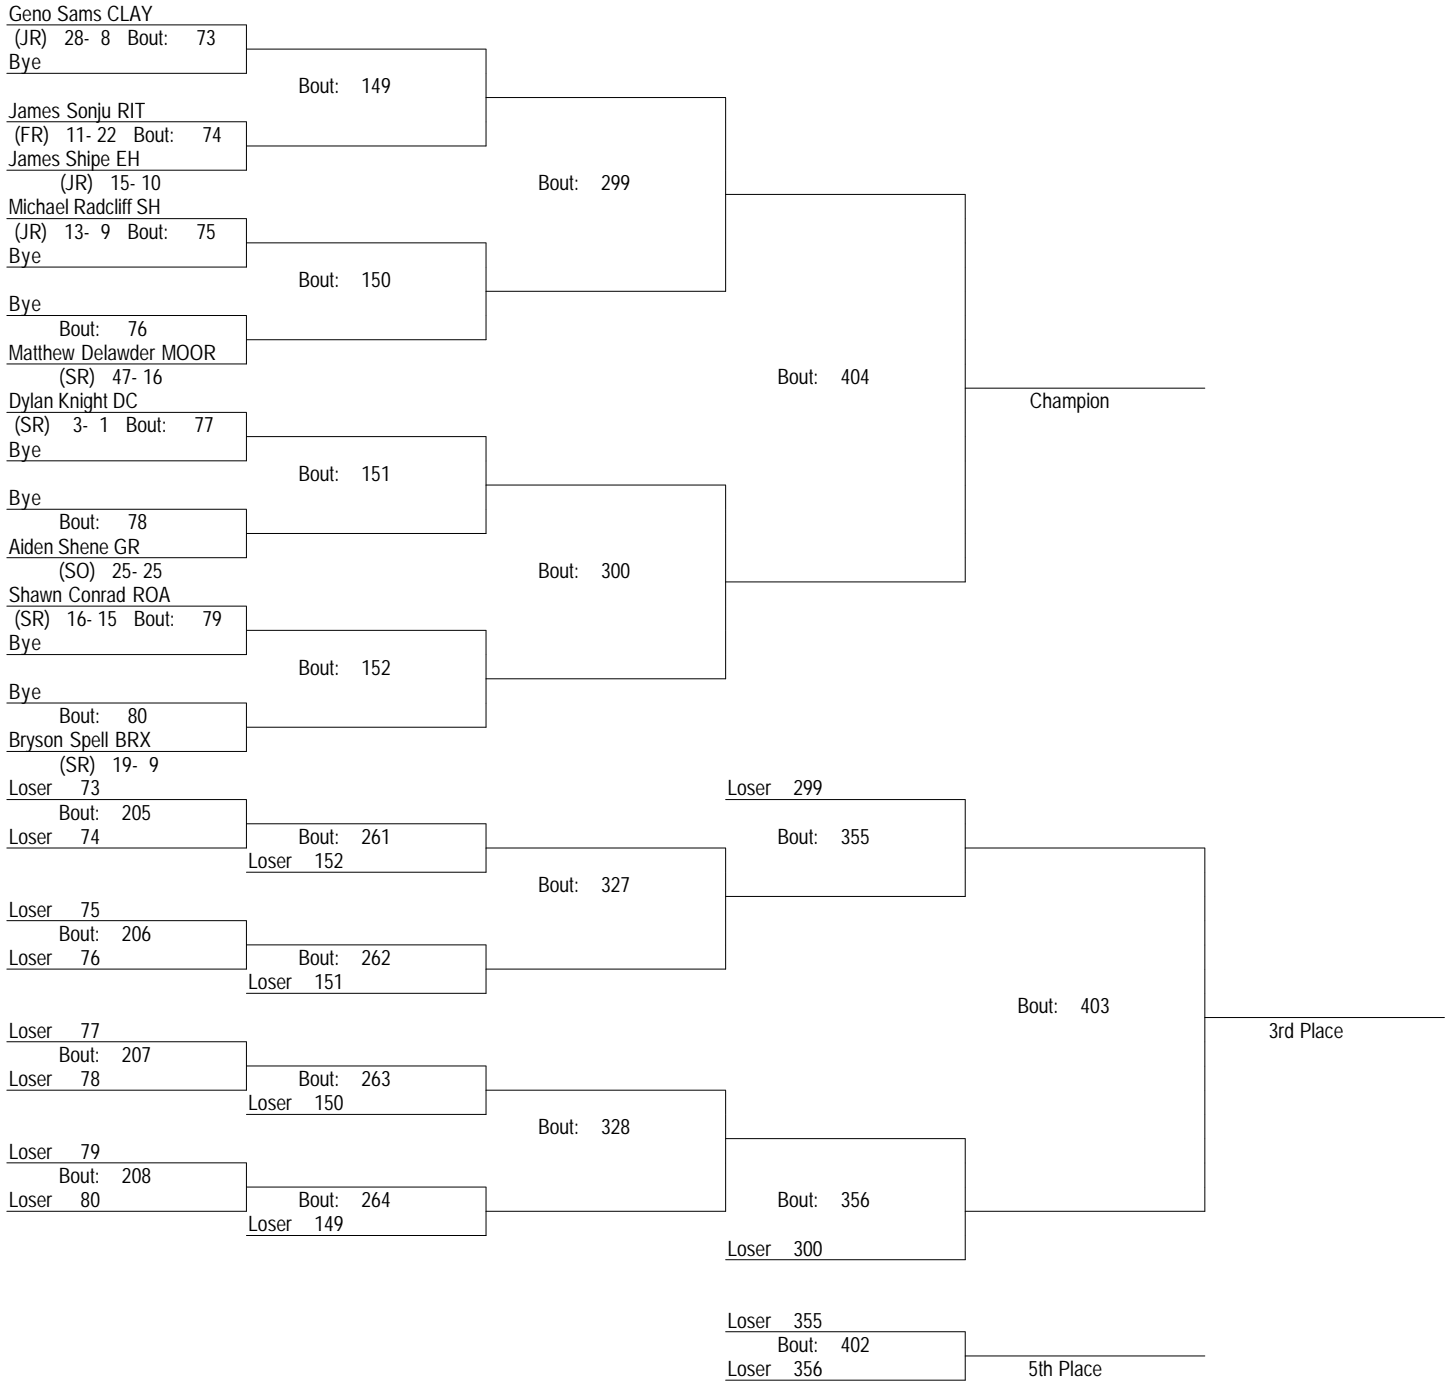 Geno Sams CLAY
(JR) 28- 8 Bout: 73
Bye
Bout: 149
James Sonju RIT
(FR) 11- 22 Bout: 74
James Shipe EH
(JR) 15- 10
Bout: 299
Michael Radcliff SH
(JR) 13- 9 Bout: 75
Bye
Bout: 150
Bye
Bout: 76
Matthew Delawder MOOR
(SR) 47- 16
Bout: 404
Champion
Dylan Knight DC
(SR) 3- 1 Bout: 77
Bye
Bout: 151
Bye
Bout: 78
Aiden Shene GR
(SO) 25- 25
Bout: 300
Shawn Conrad ROA
(SR) 16- 15 Bout: 79
Bye
Bout: 152
Bye
Bout: 80
Bryson Spell BRX
(SR) 19- 9
Loser 73
Bout: 205
Loser 74
Bout: 261
Loser 152
Loser 299
Bout: 355
Bout: 327
Loser 75
Bout: 206
Loser 76
Bout: 262
Loser 151
Bout: 403
3rd Place
Loser 77
Bout: 207
Loser 78
Bout: 263
Loser 150
Bout: 328
Loser 79
Bout: 208
Loser 80
Bout: 264
Loser 149
Bout: 356
Loser 300
Loser 355
Bout: 402
Loser 356
5th Place